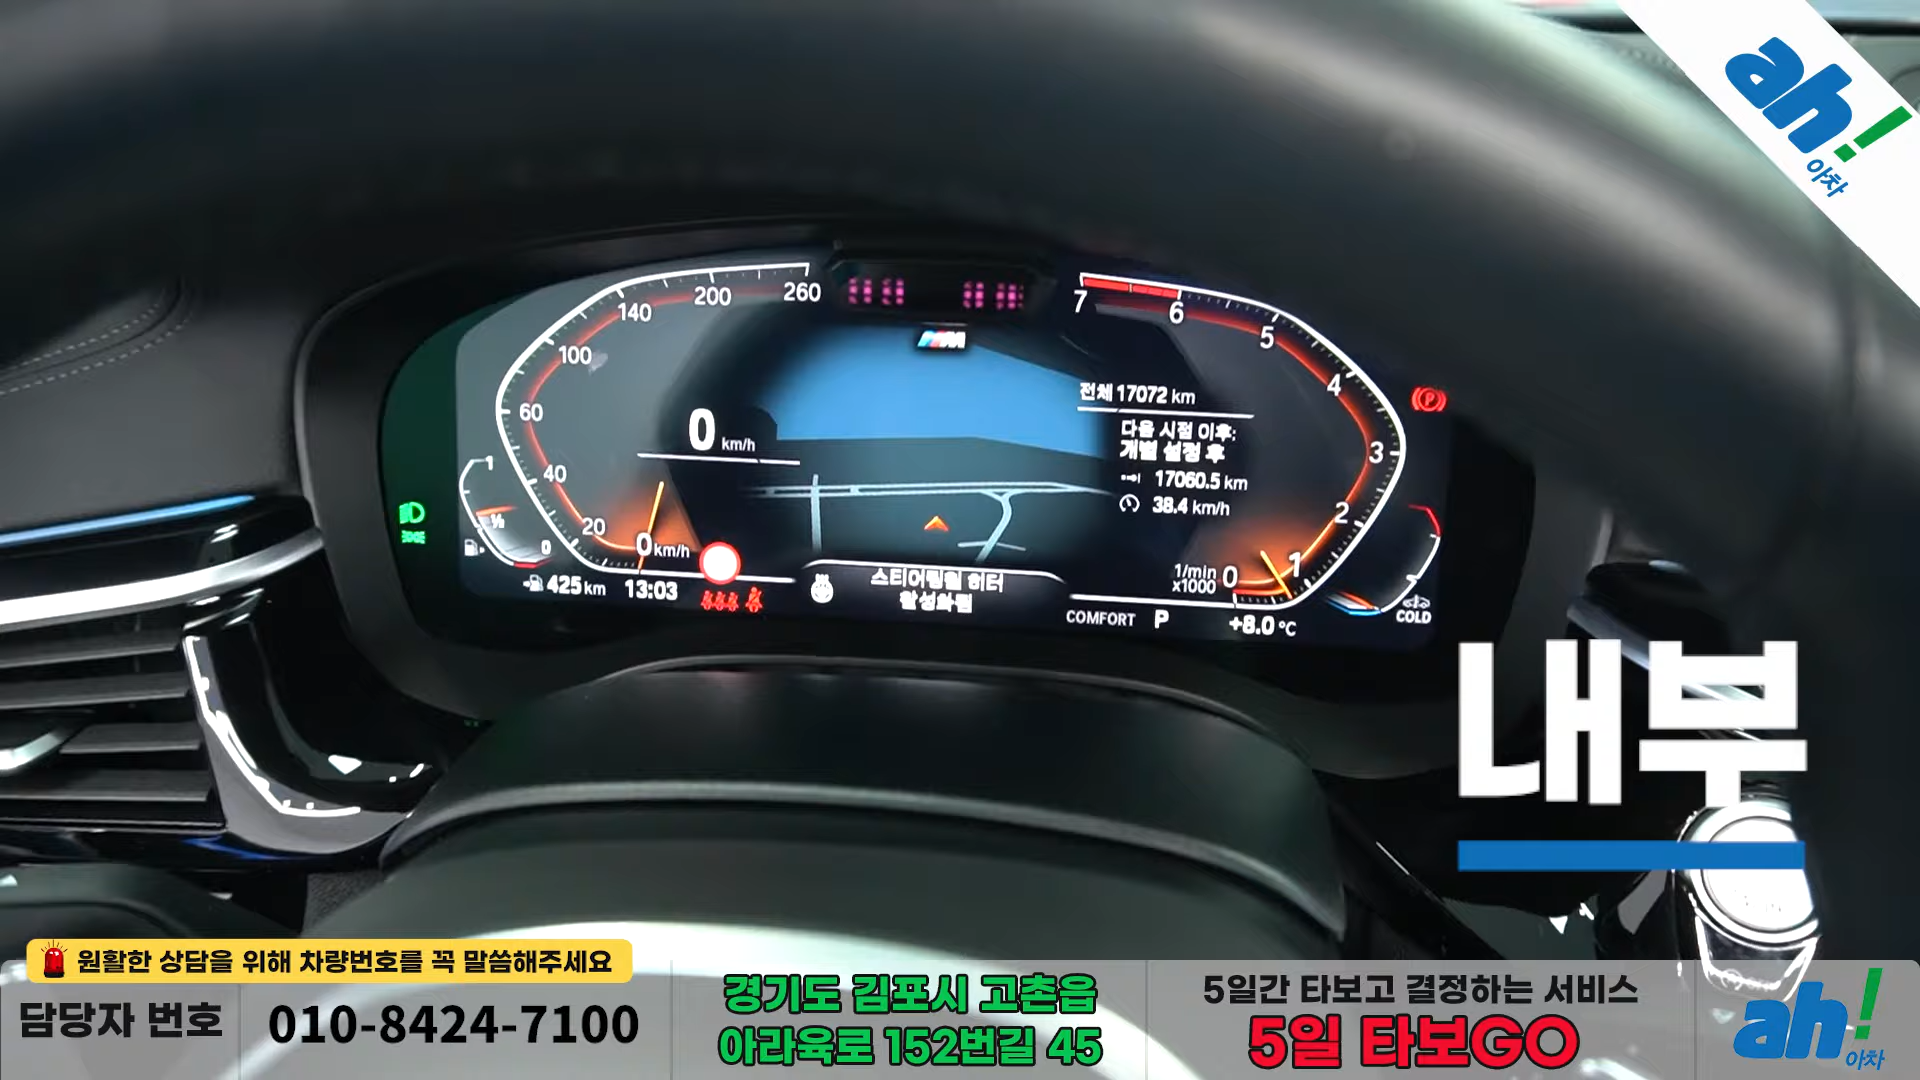 ah!
아차
260
200
140
100
60
40
20
0 km/h
M
7
6
5
4
3
2
1
0
1/min
x1000
0 km/h
전체 17072 km
다음 시점 이후:
개별 설정 후
17060.5 km
38.4 km/h
1
½
0
425 km
13:03
스티어링휠 히터
활성화됨
COMFORT P
+8.0 °C
COLD
내부
원활한 상담을 위해 차량번호를 꼭 말씀해주세요
담당자 번호
010-8424-7100
경기도 김포시 고촌읍
아라육로 152번길 45
5일간 타보고 결정하는 서비스
5일 타보GO
ah!
아차